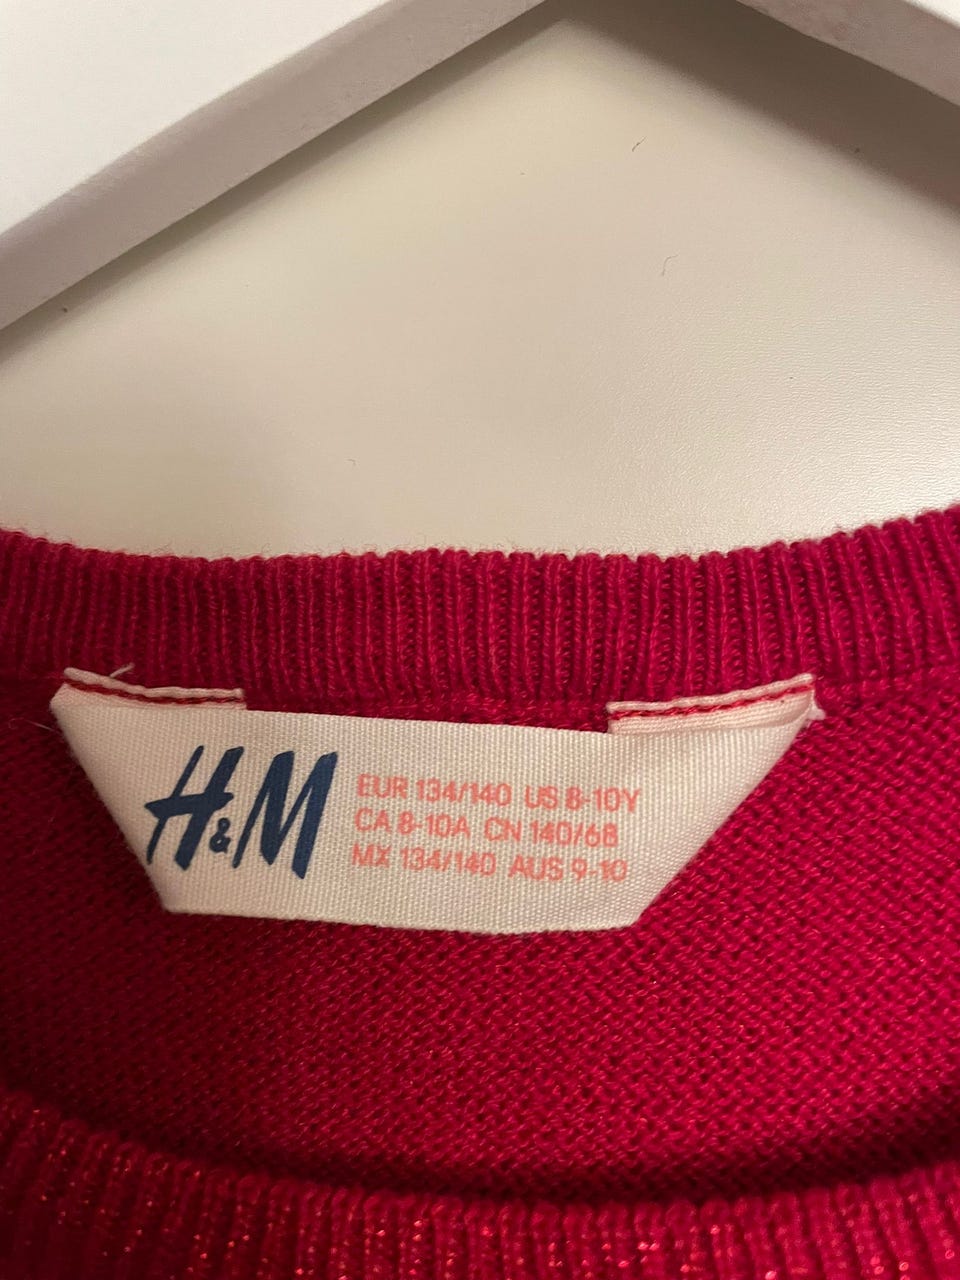 H&M
EUR 134/140 US 8-10Y
CA 8-10A CN 140/68
MX 134/140 AUS 9-10